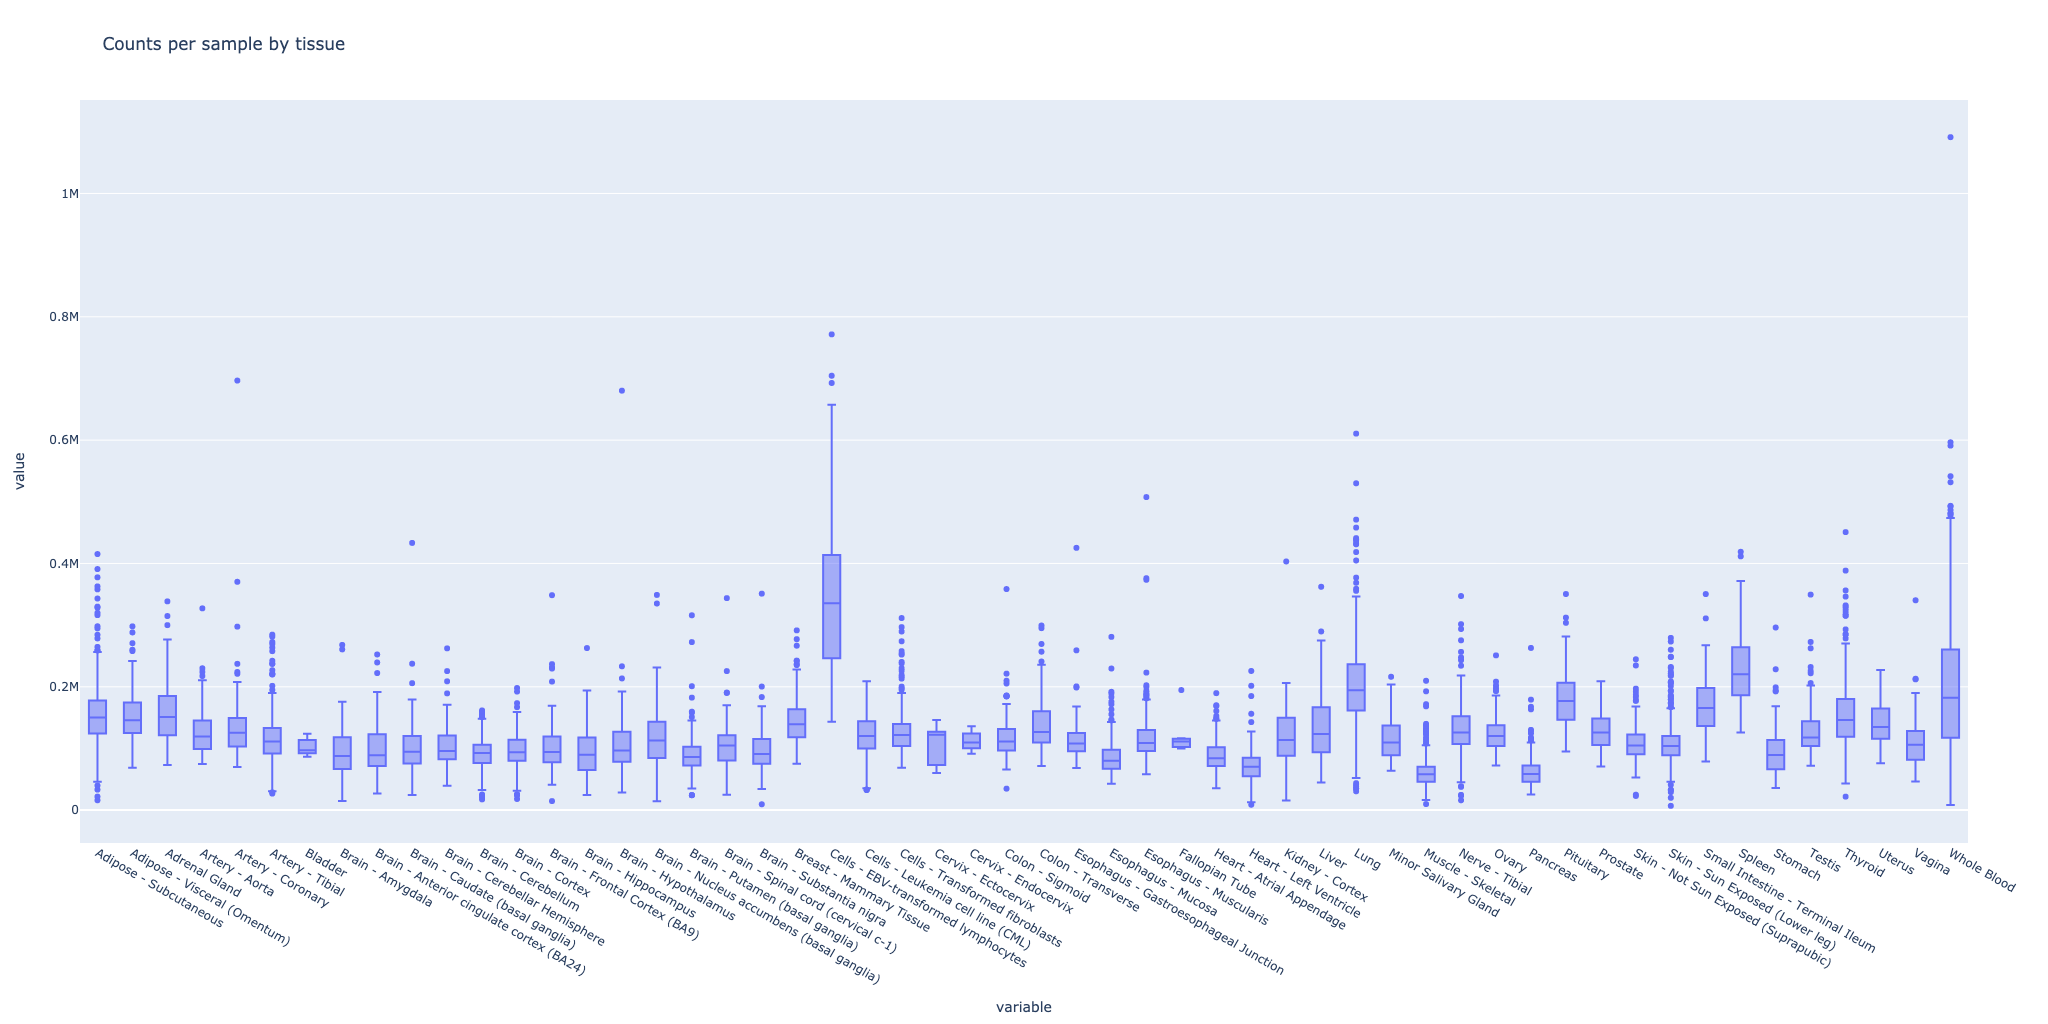 Counts per sample by tissue
1M
0.8M
0.6M
0.4M
0.2M
0
value
Adipose - Subcutaneous
Adipose - Visceral (Omentum)
Adrenal Gland
Artery - Aorta
Artery - Coronary
Artery - Tibial
Bladder
Brain - Amygdala
Brain - Anterior cingulate cortex (BA24)
Brain - Caudate (basal ganglia)
Brain - Cerebellar Hemisphere
Brain - Cerebellum
Brain - Cortex
Brain - Frontal Cortex (BA9)
Brain - Hippocampus
Brain - Hypothalamus
Brain - Nucleus accumbens (basal ganglia)
Brain - Putamen (basal ganglia)
Brain - Spinal cord (cervical c-1)
Brain - Substantia nigra
Breast - Mammary Tissue
Cells - EBV-transformed lymphocytes
Cells - Leukemia cell line (CML)
Cells - Transformed fibroblasts
Cervix - Ectocervix
Cervix - Endocervix
Colon - Sigmoid
Colon - Transverse
Esophagus - Gastroesophageal Junction
Esophagus - Mucosa
Esophagus - Muscularis
Fallopian Tube
Heart - Atrial Appendage
Heart - Left Ventricle
Kidney - Cortex
Liver
Lung
Minor Salivary Gland
Muscle - Skeletal
Nerve - Tibial
Ovary
Pancreas
Pituitary
Prostate
Skin - Not Sun Exposed (Suprapubic)
Skin - Sun Exposed (Lower leg)
Small Intestine - Terminal Ileum
Spleen
Stomach
Testis
Thyroid
Uterus
Vagina
Whole Blood
variable